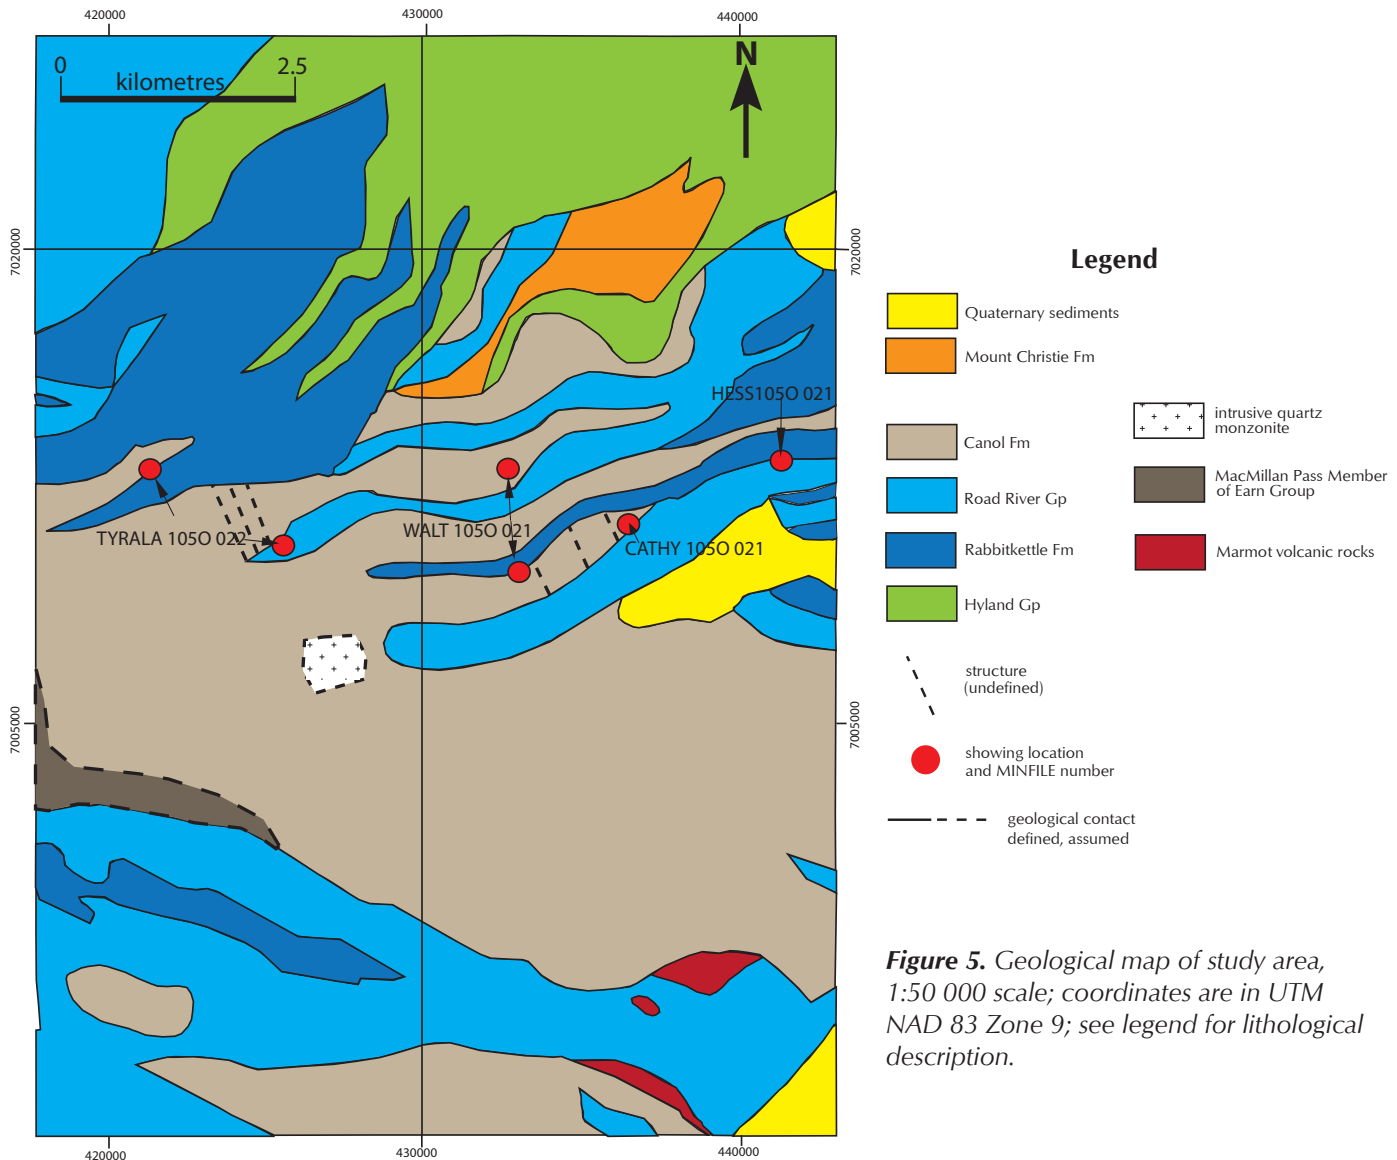 420000
430000
440000
0
2.5
kilometres
N
7020000
7020000
HESS105O 021
TYRALA 105O 022
WALT 105O 021
CATHY 105O 021
7005000
7005000
420000
430000
440000
Legend
Quaternary sediments
Mount Christie Fm
Canol Fm
Road River Gp
Rabbitkettle Fm
Hyland Gp
structure
(undefined)
showing location
and MINFILE number
geological contact
defined, assumed
intrusive quartz
monzonite
MacMillan Pass Member
of Earn Group
Marmot volcanic rocks
Figure 5. Geological map of study area,
1:50 000 scale; coordinates are in UTM
NAD 83 Zone 9; see legend for lithological
description.